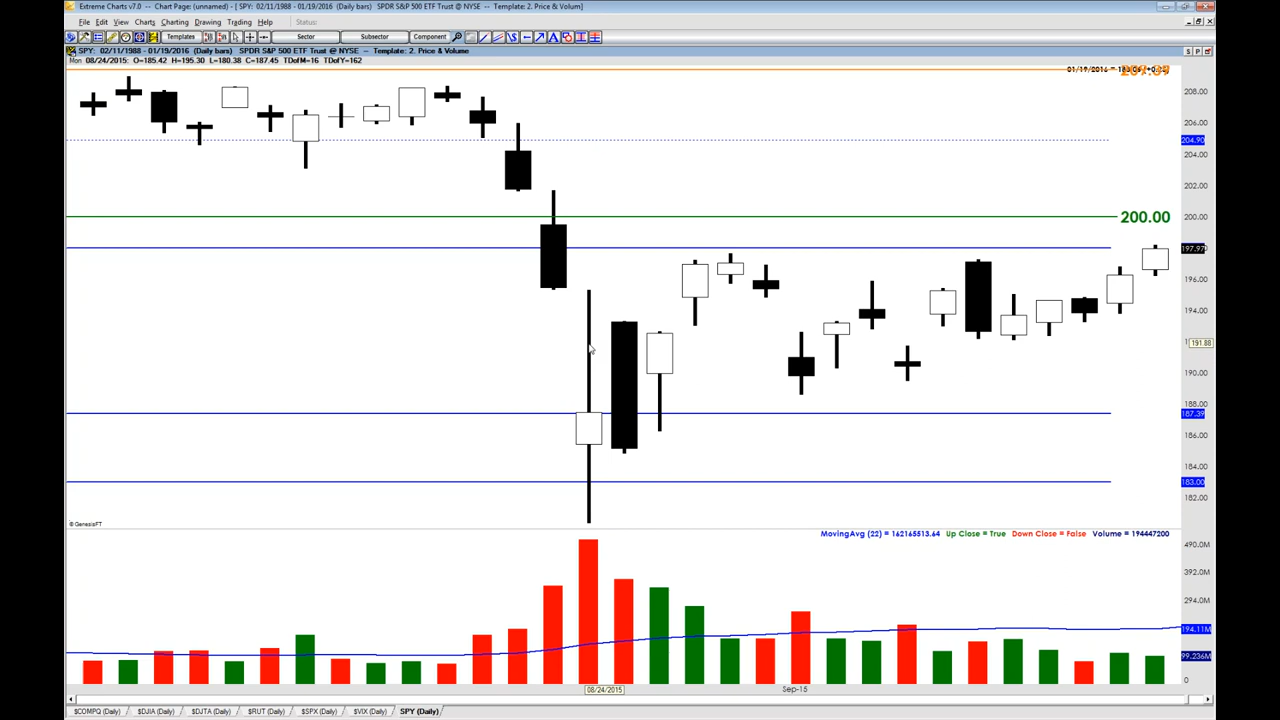 Extreme Charts v7.0 -- Chart Page: (unnamed) - [ SPY: 02/11/1988 - 01/19/2016 (Daily bars) SPDR S&P 500 ETF Trust @ NYSE -- Template: 2. Price & Volum]
File Edit View Charts Charting Drawing Trading Help Status:
Templates Sector Subsector Component
SPY: 02/11/1988 - 01/19/2016 (Daily bars) SPDR S&P 500 ETF Trust @ NYSE -- Template: 2. Price & Volume
S P
Mon 08/24/2015: O=185.42 H=195.30 L=180.38 C=187.45 TDofM=16 TDofY=162
208.00
206.00
204.90
204.00
202.00
200.00 200.00
197.97
196.00
194.00
191.88
190.00
188.00
187.39
186.00
184.00
183.00
182.00
© GenesisFT
MovingAvg (22) = 162165513.64 Up Close = True Down Close = False Volume = 194447200
490.0M
392.0M
294.0M
194.11M
99.236M
0
08/24/2015 Sep-15
$COMPQ (Daily) $DJIA (Daily) $DJTA (Daily) $RUT (Daily) $SPX (Daily) $VIX (Daily) SPY (Daily)